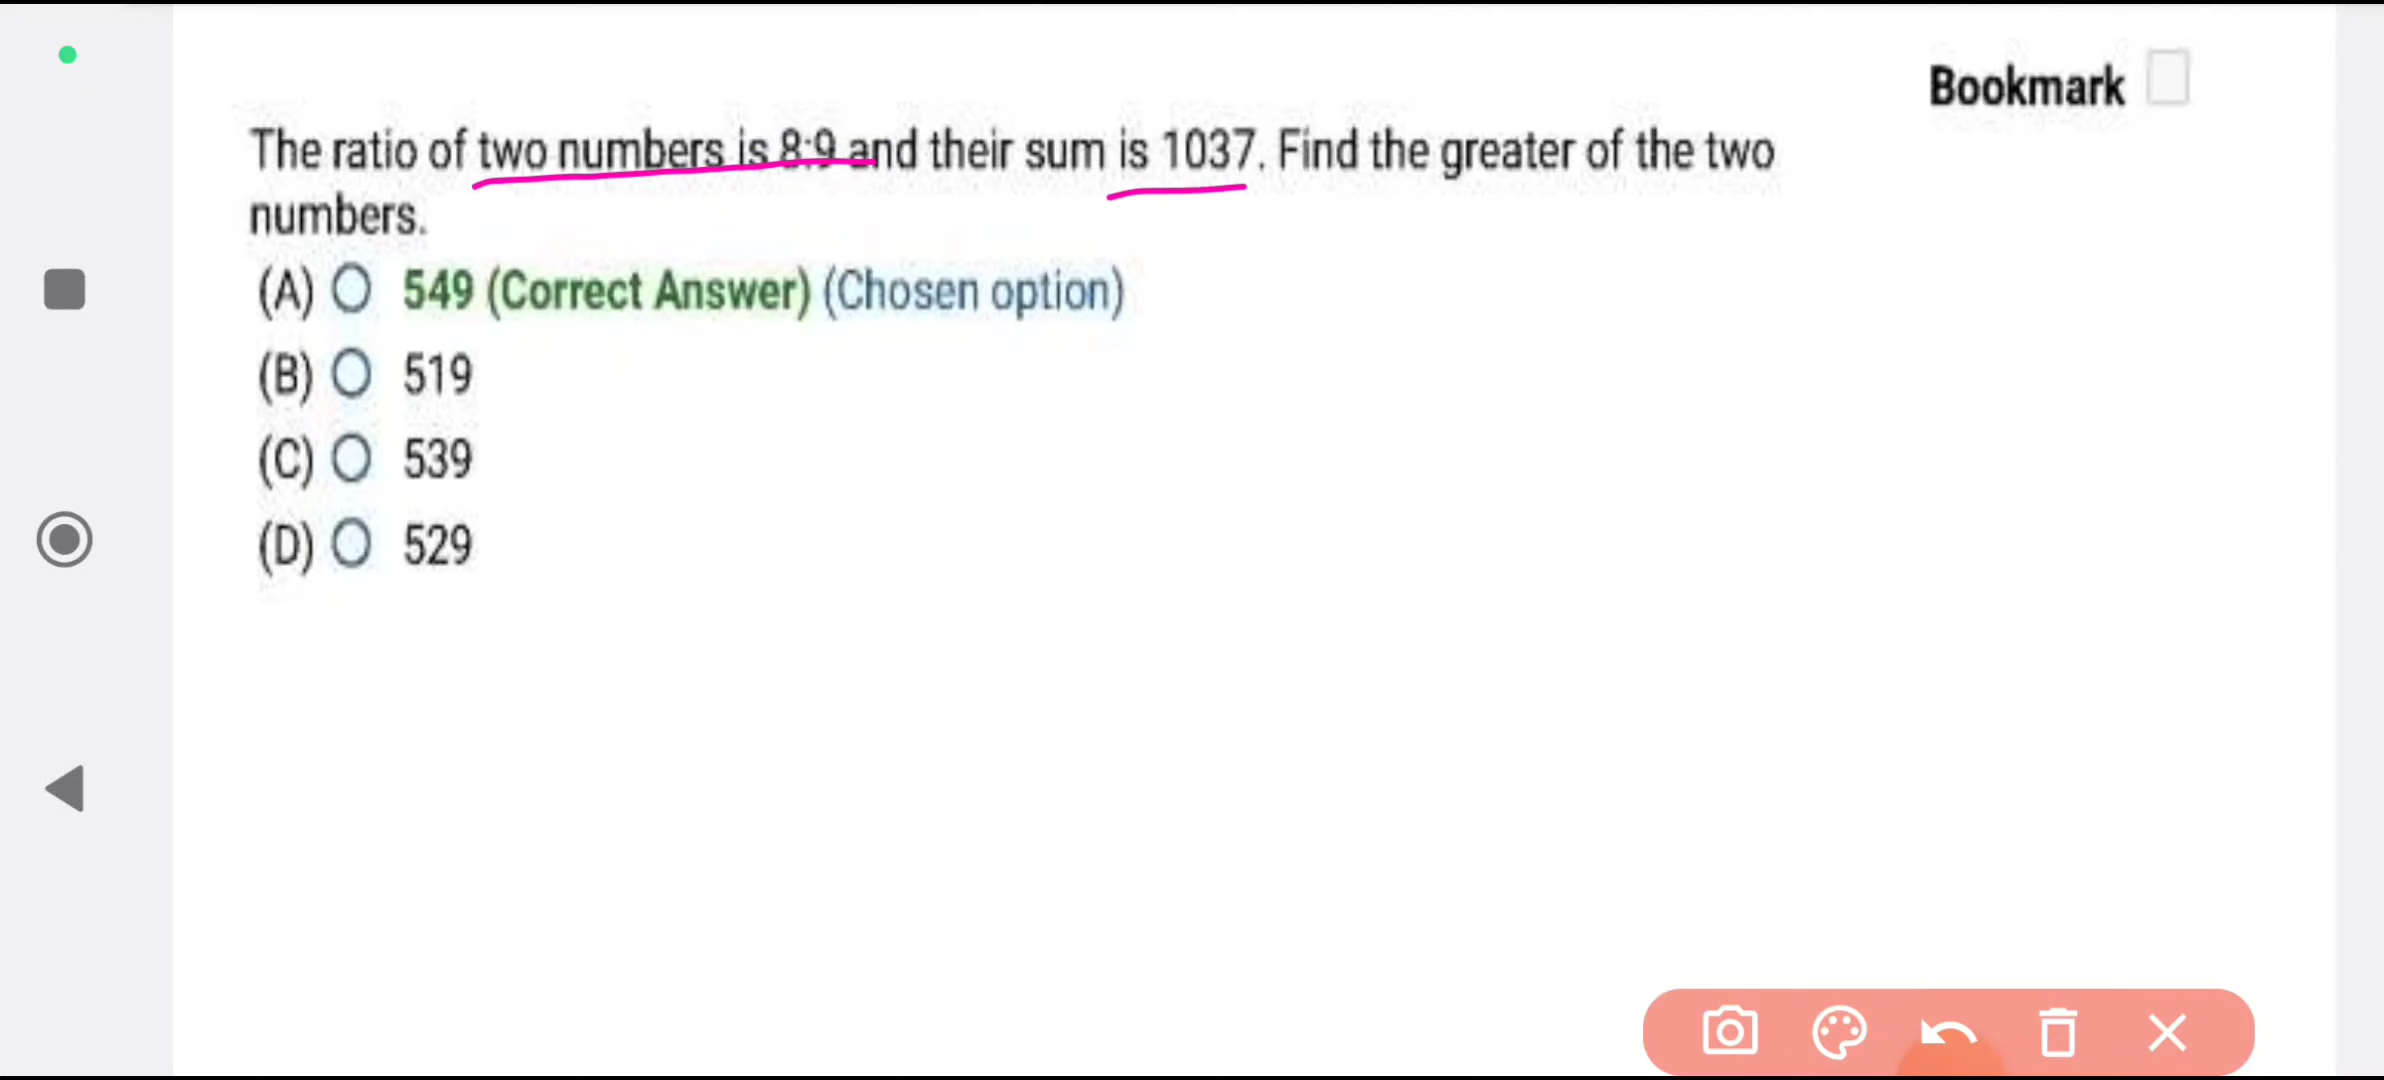 Bookmark
The ratio of two numbers is 8:9 and their sum is 1037. Find the greater of the two
numbers.
(A) 549 (Correct Answer) (Chosen option)
(B) 519
(C) 539
(D) 529